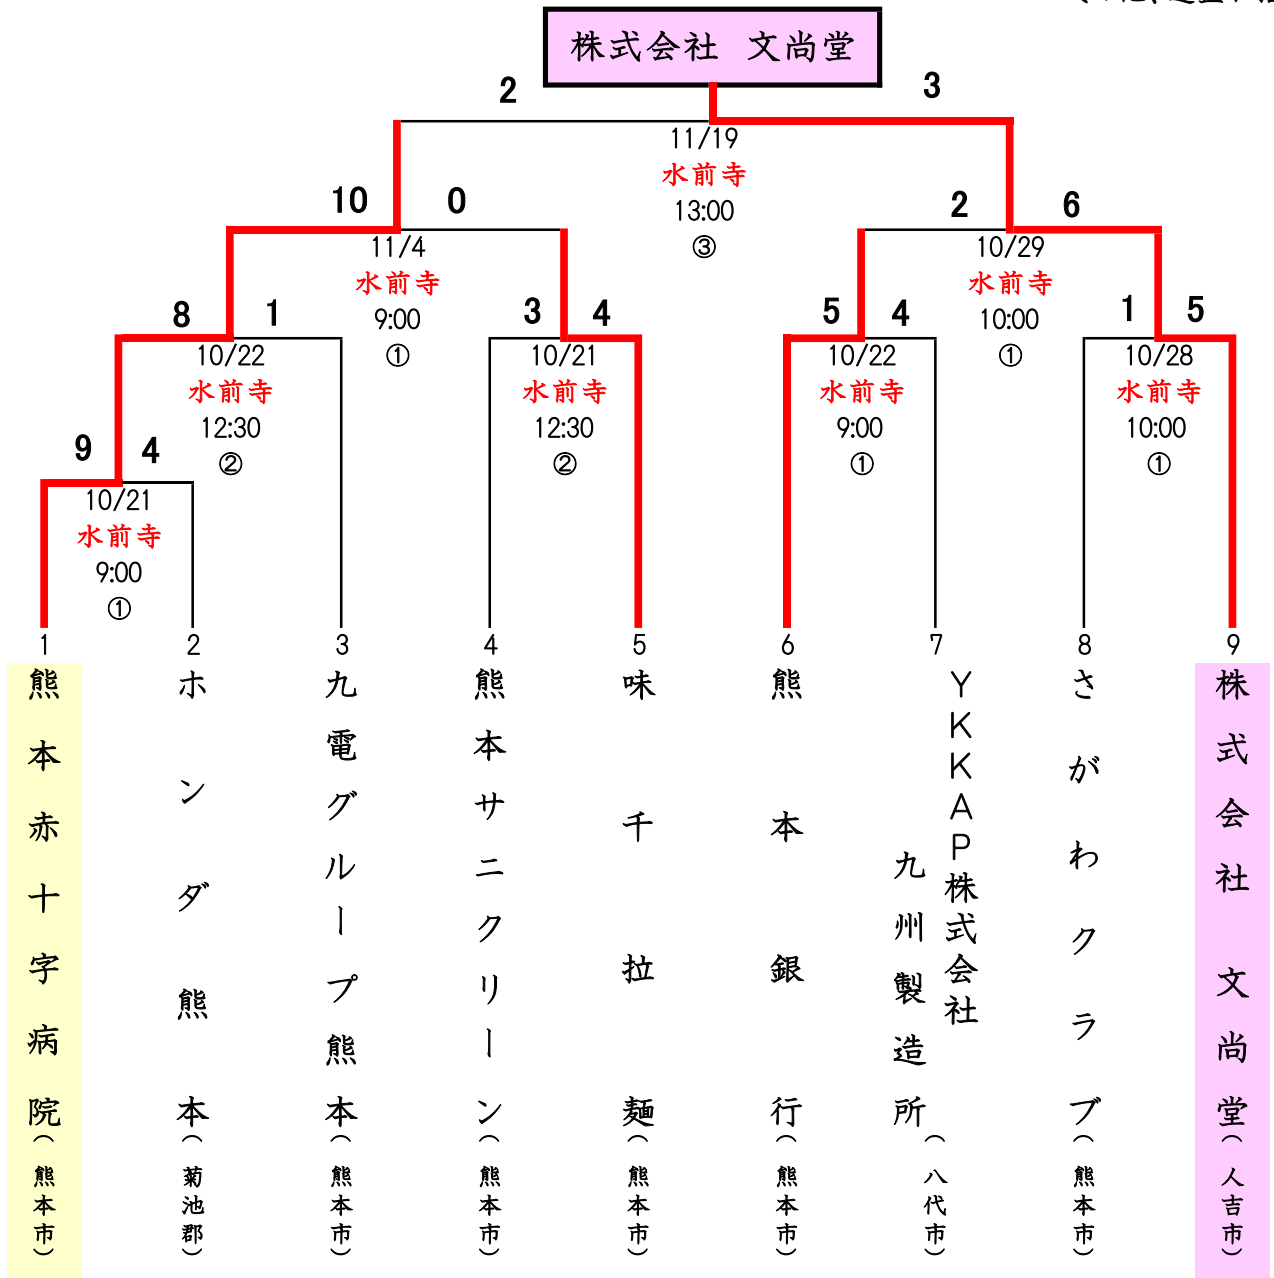 株式会社 文尚堂
2
3
11/19
水前寺
13:00
③
10
0
11/4
水前寺
9:00
①
2
6
10/29
水前寺
10:00
①
8
1
10/22
水前寺
12:30
②
3
4
10/21
水前寺
12:30
②
5
4
10/22
水前寺
9:00
①
1
5
10/28
水前寺
10:00
①
9
4
10/21
水前寺
9:00
①
1
熊本赤十字病院(熊本市)
2
ホンダ熊本(菊池郡)
3
九電グループ熊本(熊本市)
4
熊本サニクリーン(熊本市)
5
味千拉麺(熊本市)
6
熊本銀行(熊本市)
7
YKKAP株式会社
九州製造所(八代市)
8
さがわクラブ(熊本市)
9
株式会社 文尚堂(人吉市)